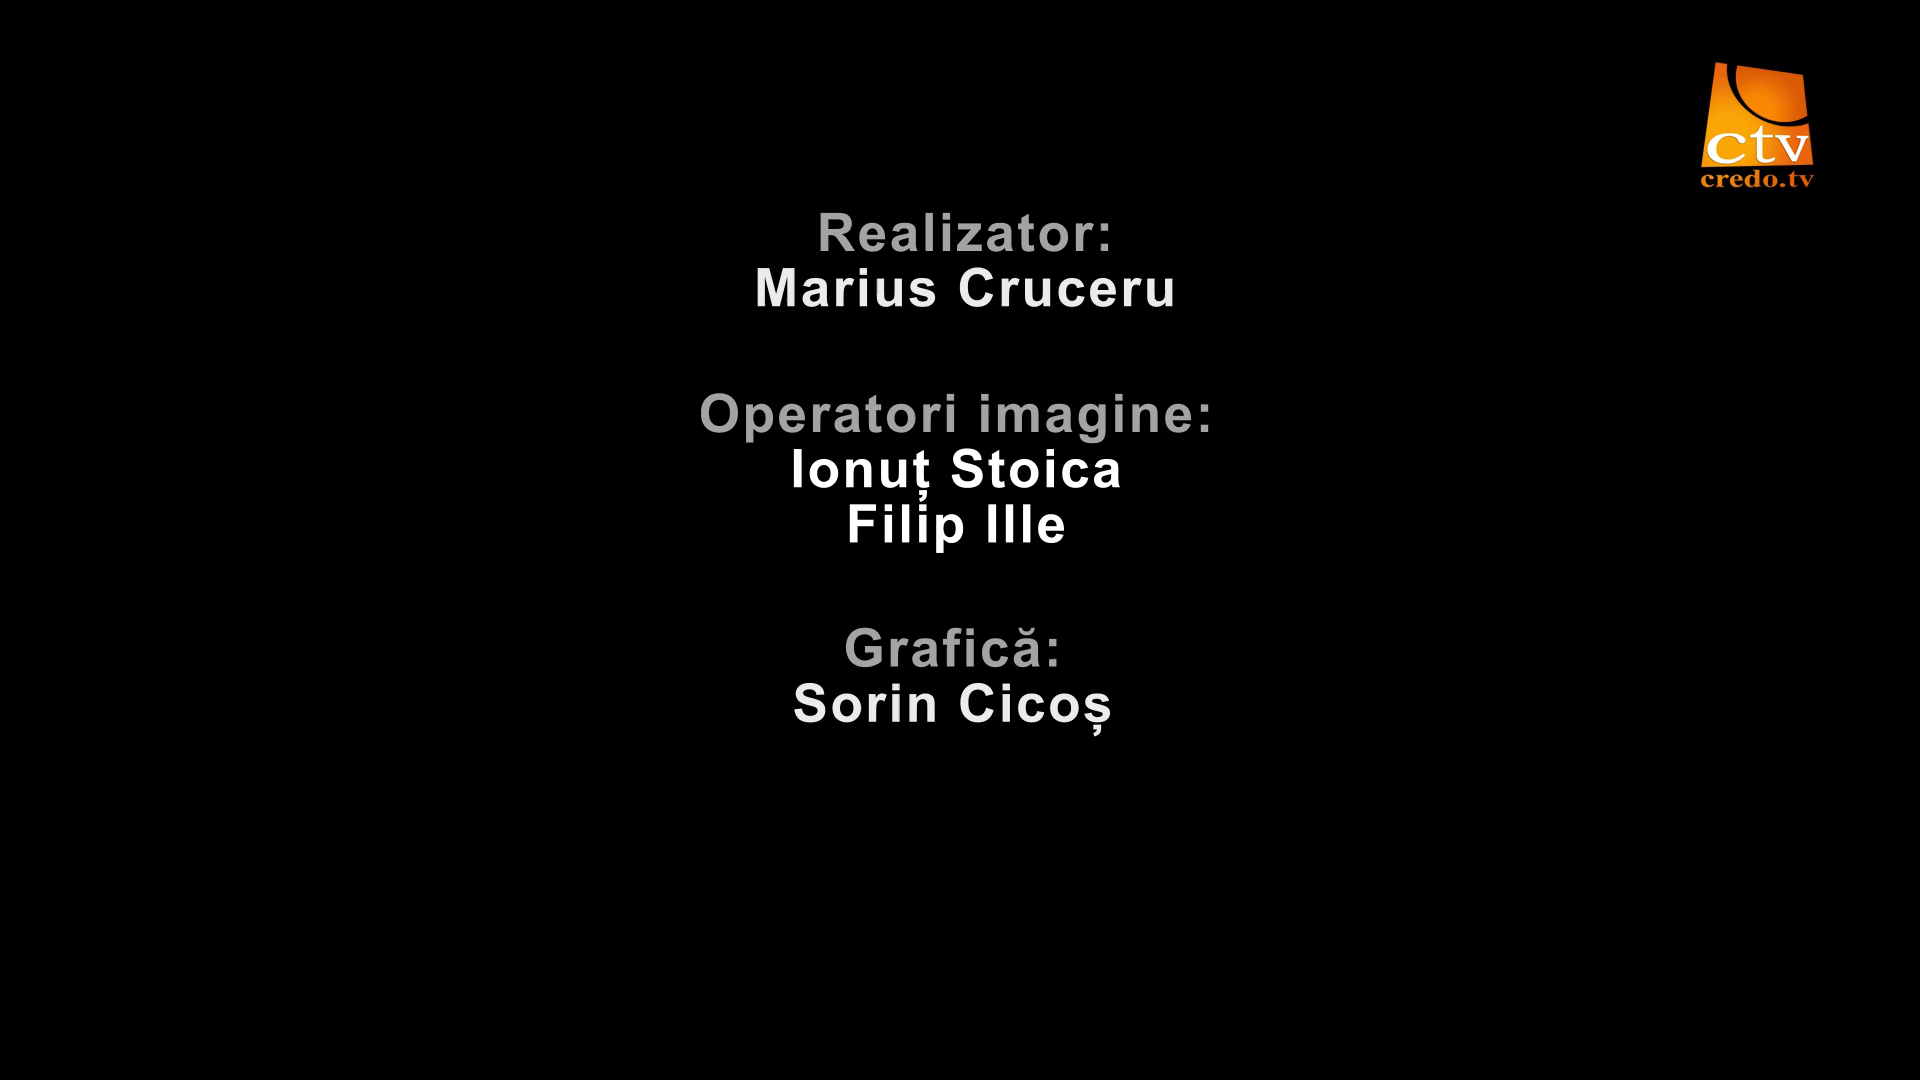 ctv
credo.tv
Realizator:
Marius Cruceru
Operatori imagine:
Ionuț Stoica
Filip Ille
Grafică:
Sorin Cicoș